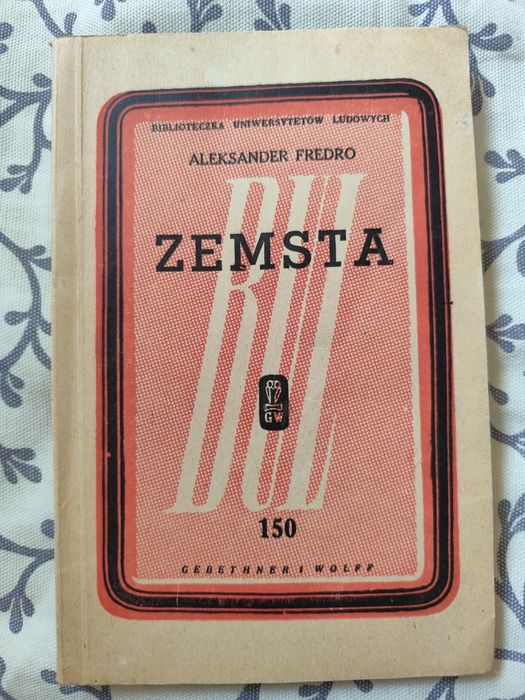 BIBLIOTECZKA UNIWERSYTETÓW LUDOWYCH
ALEKSANDER FREDRO
BUL
ZEMSTA
GW
150
GEBETHNER I WOLFF